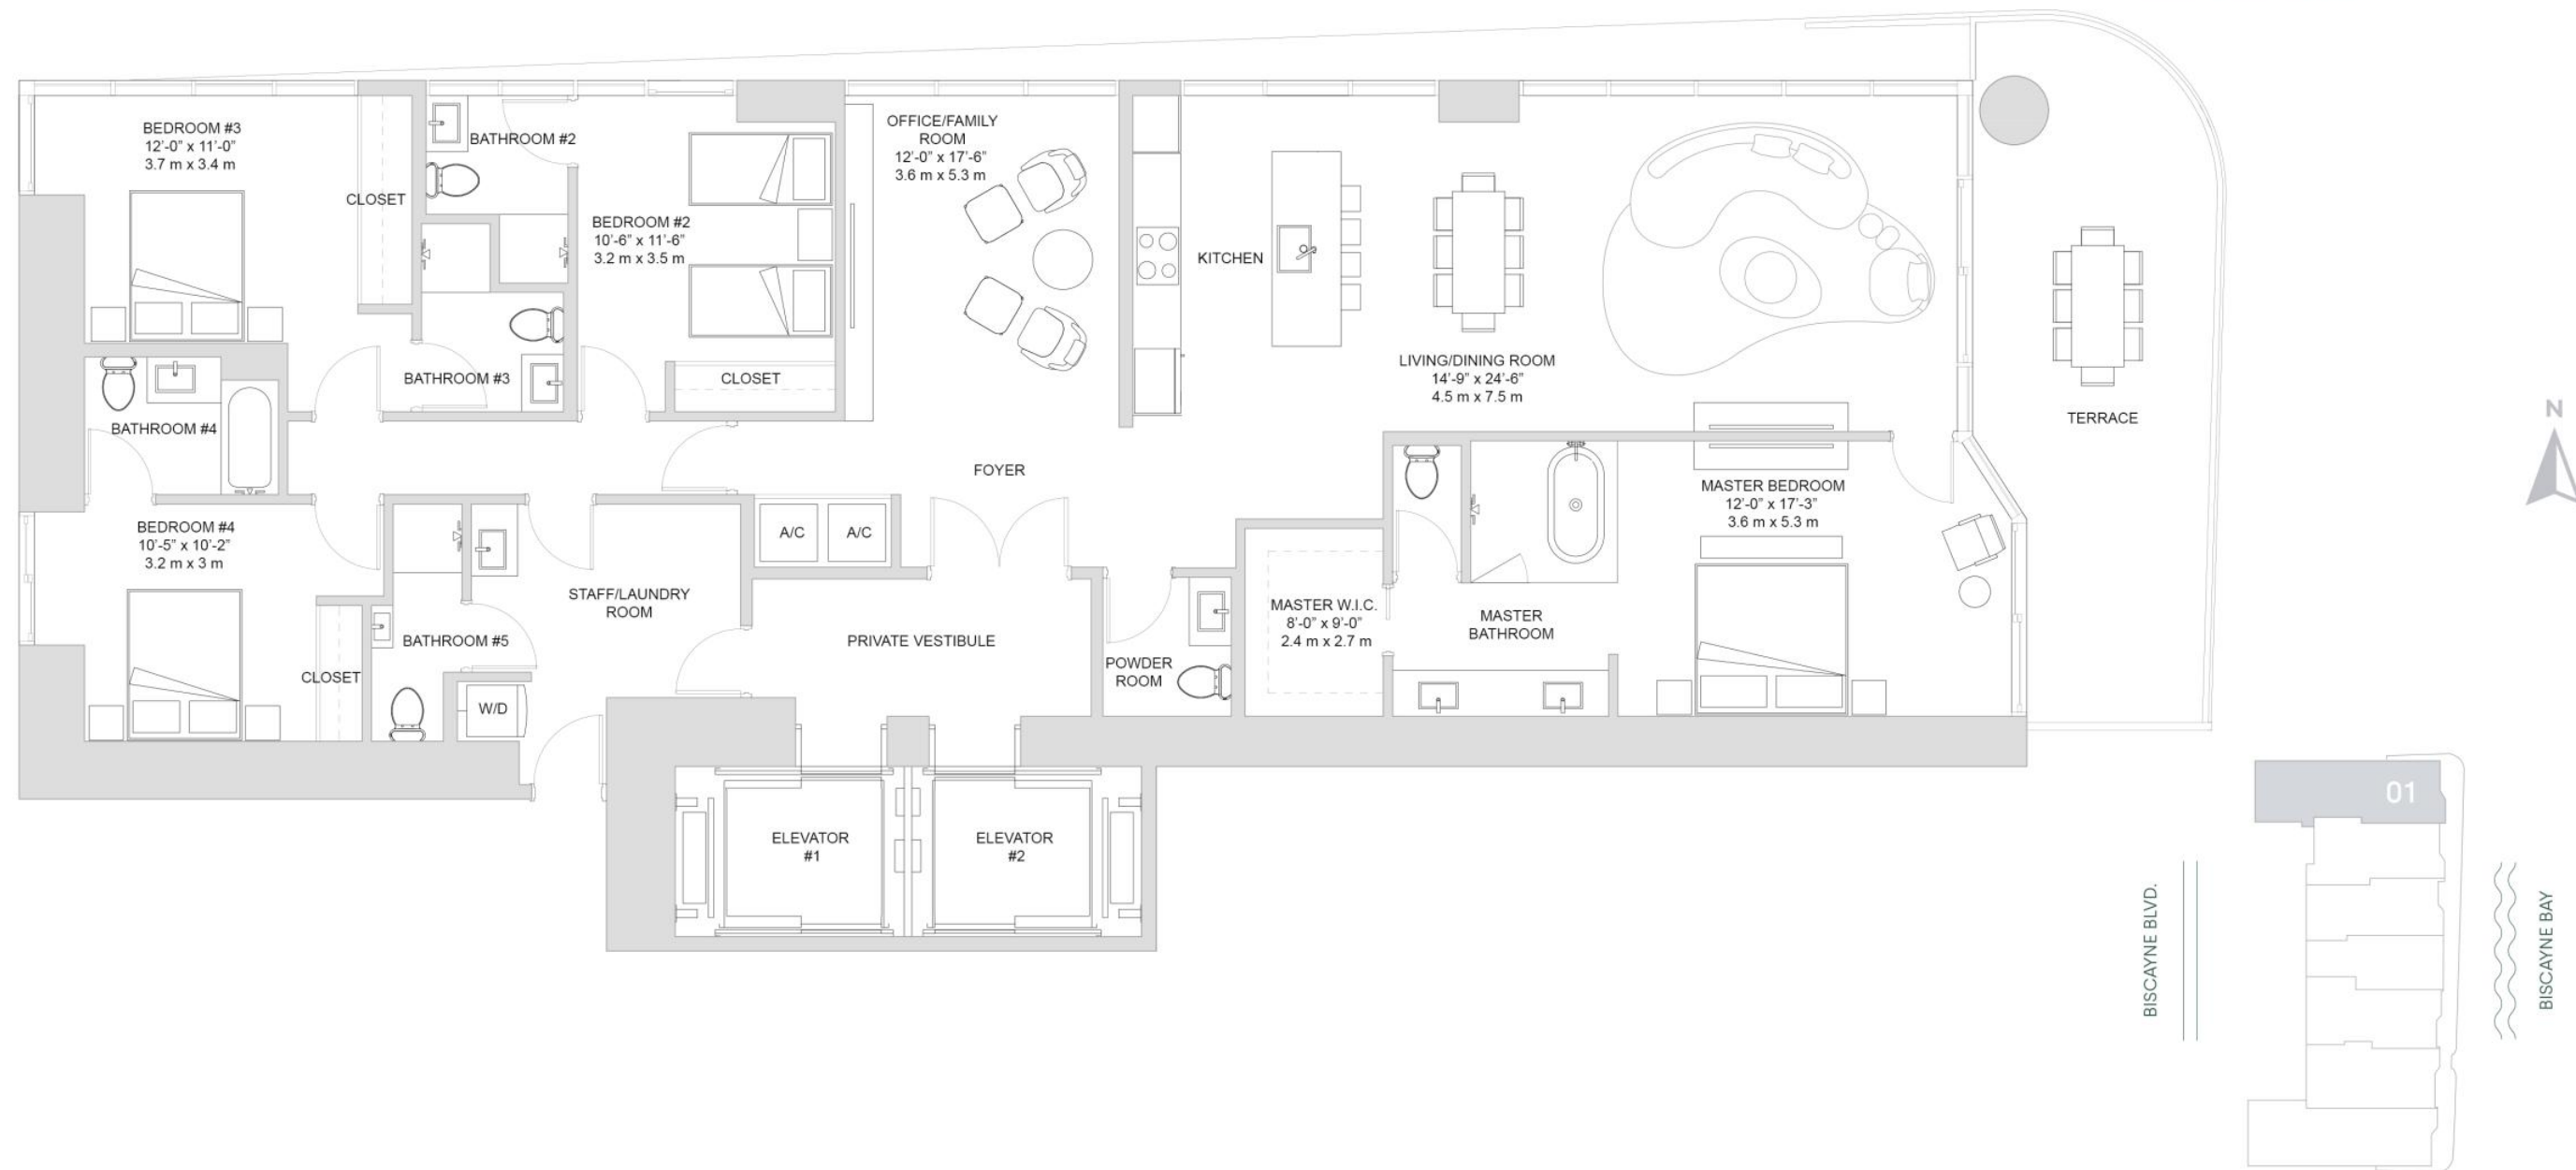 BEDROOM #3
12'-0" x 11'-0"
3.7 m x 3.4 m
CLOSET
BATHROOM #2
BEDROOM #2
10'-6" x 11'-6"
3.2 m x 3.5 m
OFFICE/FAMILY
ROOM
12'-0" x 17'-6"
3.6 m x 5.3 m
KITCHEN
LIVING/DINING ROOM
14'-9" x 24'-6"
4.5 m x 7.5 m
TERRACE
N
BATHROOM #3
CLOSET
BATHROOM #4
FOYER
BEDROOM #4
10'-5" x 10'-2"
3.2 m x 3 m
CLOSET
BATHROOM #5
W/D
STAFF/LAUNDRY
ROOM
A/C
A/C
PRIVATE VESTIBULE
POWDER
ROOM
MASTER W.I.C.
8'-0" x 9'-0"
2.4 m x 2.7 m
MASTER
BATHROOM
MASTER BEDROOM
12'-0" x 17'-3"
3.6 m x 5.3 m
ELEVATOR
#1
ELEVATOR
#2
01
BISCAYNE BLVD.
BISCAYNE BAY